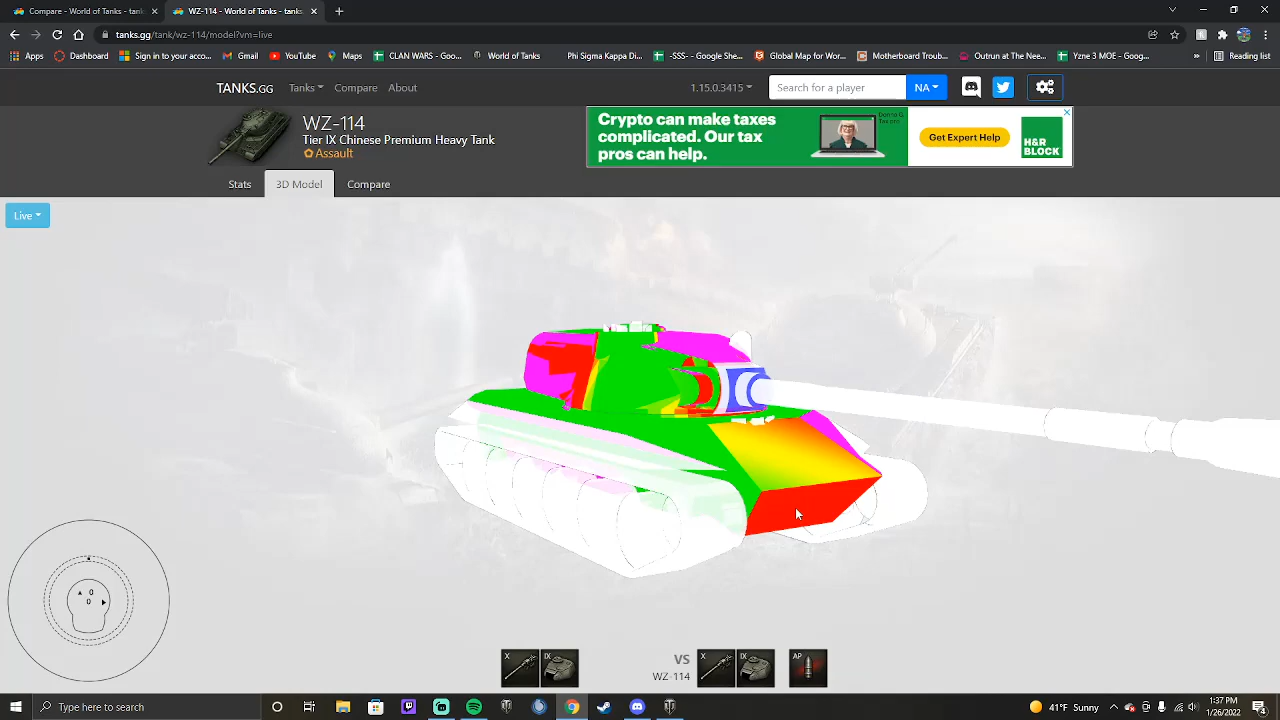 Compare - World of Tanks - tank
WZ-114 - World of Tanks - tanks
tanks.gg/tank/wz-114/model?vm=live
Apps
Dashboard
Sign in to your acco...
Gmail
YouTube
Maps
CLAN WARS - Goo...
World of Tanks
Phi Sigma Kappa Di...
-SSS- - Google She...
Global Map for Wor...
Motherboard Troub...
Outrun at The Nee...
Yzne 3 MOE - Goog...
»
Reading list
TANKS.GG
Tanks
Compare
About
1.15.0.3415
Search for a player
NA
WZ-114
Tier IX Chinese Premium Heavy Tank
Assault
Crypto can make taxes
complicated. Our tax
pros can help.
Get Expert Help
H&R
BLOCK
Stats
3D Model
Compare
Live
0
0
X
IX
VS
WZ-114
X
IX
AP
Type here to search
41°F Sunny
1:37 PM
1/26/2022